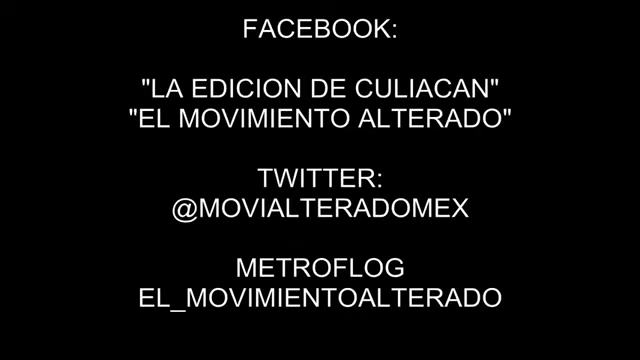 FACEBOOK:
"LA EDICION DE CULIACAN"
"EL MOVIMIENTO ALTERADO"
TWITTER:
@MOVIALTERADOMEX
METROFLOG
EL_MOVIMIENTOALTERADO